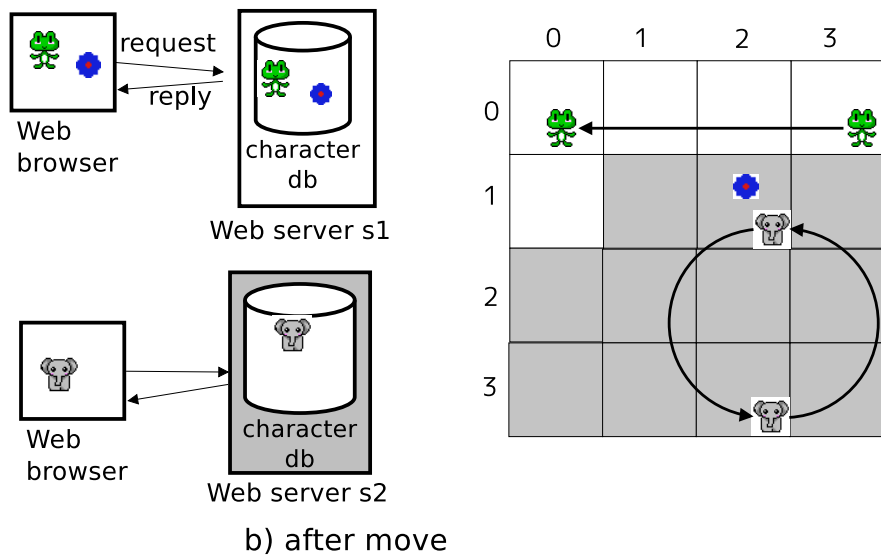 request
reply
Web
browser
character
db
Web server s1
Web
browser
character
db
Web server s2
0 1 2 3
0
1
2
3
b) after move